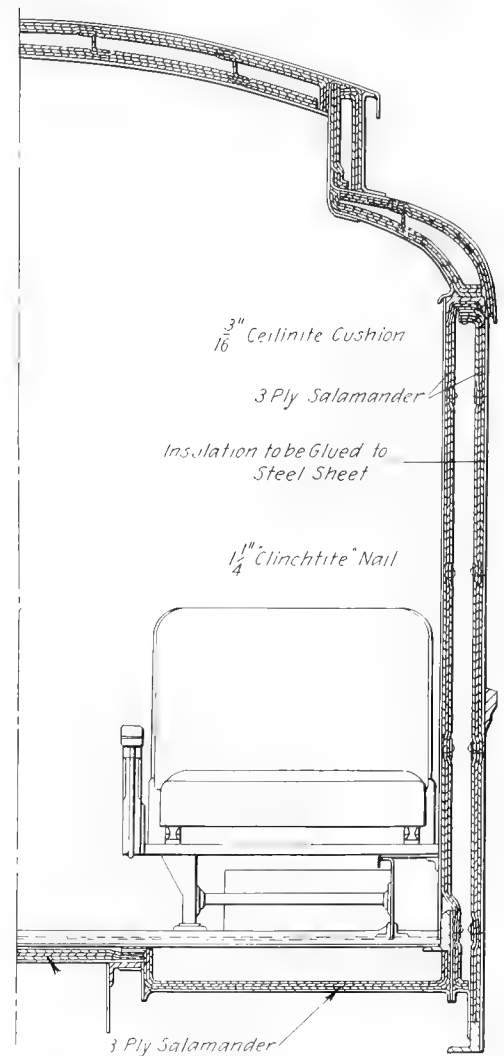 3/16" Ceilinite Cushion
3 Ply Salamander
Insulation to be Glued to
Steel Sheet
1 1/4" "Clinchtite" Nail
3 Ply Salamander